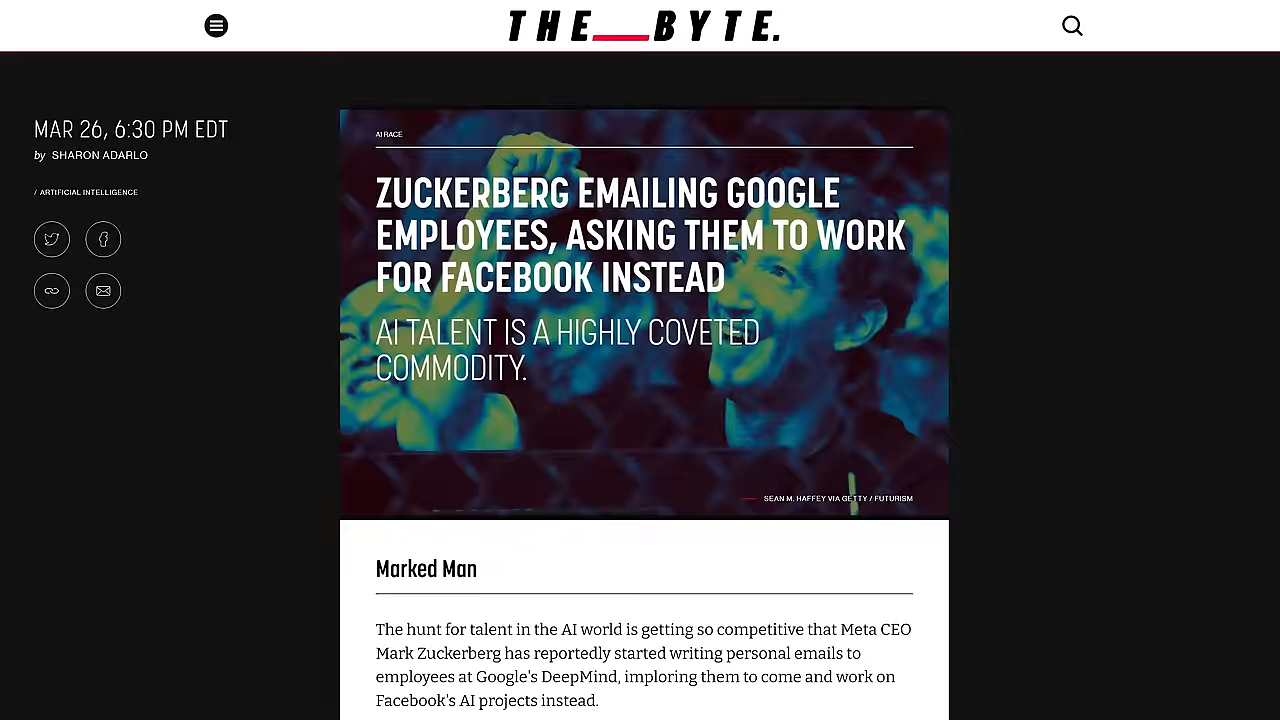 THE__BYTE.
MAR 26, 6:30 PM EDT
by SHARON ADARLO
/ ARTIFICIAL INTELLIGENCE
AI RACE
ZUCKERBERG EMAILING GOOGLE
EMPLOYEES, ASKING THEM TO WORK
FOR FACEBOOK INSTEAD
AI TALENT IS A HIGHLY COVETED
COMMODITY.
SEAN M. HAFFEY VIA GETTY / FUTURISM
Marked Man
The hunt for talent in the AI world is getting so competitive that Meta CEO
Mark Zuckerberg has reportedly started writing personal emails to
employees at Google's DeepMind, imploring them to come and work on
Facebook's AI projects instead.